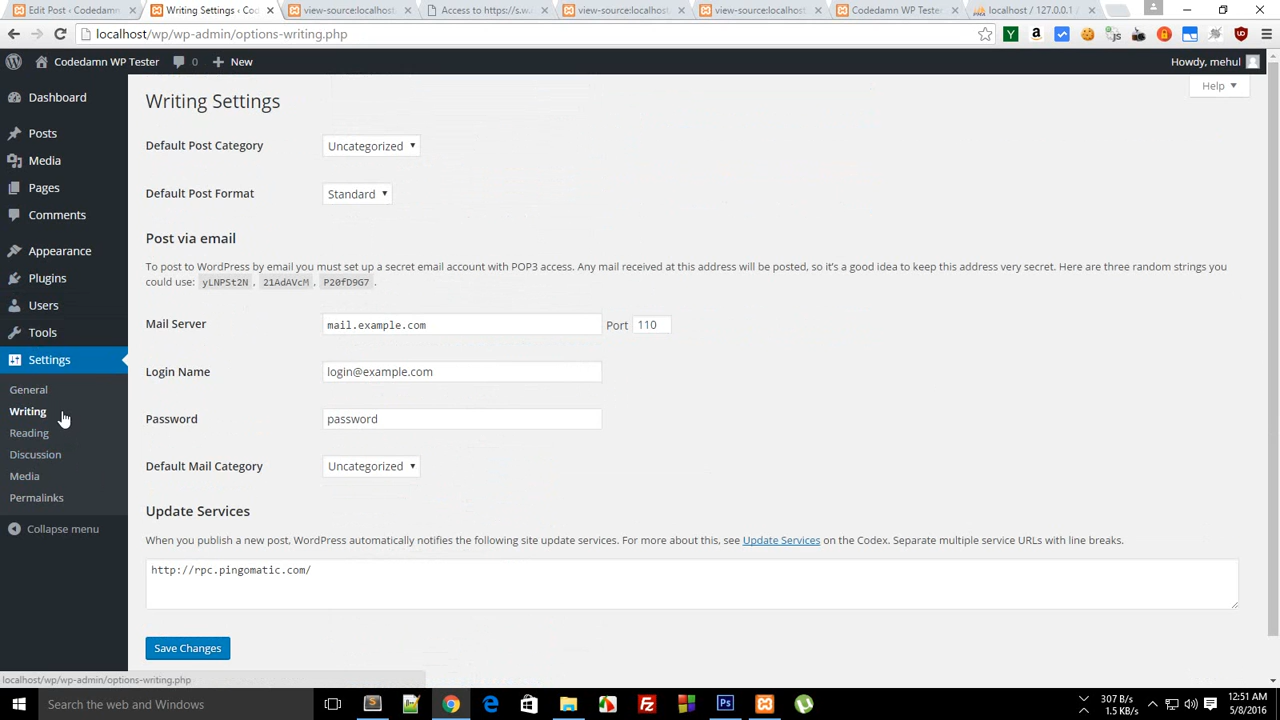 Edit Post ‹ Codedamn
Writing Settings ‹ Co
view-source:localhost/
Access to https://s.w
view-source:localhost
view-source:localhost/
Codedamn WP Tester
localhost / 127.0.0.1
localhost/wp/wp-admin/options-writing.php
Codedamn WP Tester 0 + New Howdy, mehul
Help
Writing Settings
Dashboard
Posts
Media
Pages
Comments
Appearance
Plugins
Users
Tools
Settings
General
Writing
Reading
Discussion
Media
Permalinks
Collapse menu
Default Post Category Uncategorized
Default Post Format Standard
Post via email
To post to WordPress by email you must set up a secret email account with POP3 access. Any mail received at this address will be posted, so it's a good idea to keep this address very secret. Here are three random strings you
could use: yLNPSt2N , 21AdAVcM , P20fD9G7 .
Mail Server mail.example.com Port 110
Login Name login@example.com
Password password
Default Mail Category Uncategorized
Update Services
When you publish a new post, WordPress automatically notifies the following site update services. For more about this, see Update Services on the Codex. Separate multiple service URLs with line breaks.
http://rpc.pingomatic.com/
Save Changes
localhost/wp/wp-admin/options-writing.php
Search the web and Windows
307 B/s
1.5 KB/s
12:51 AM
5/8/2016